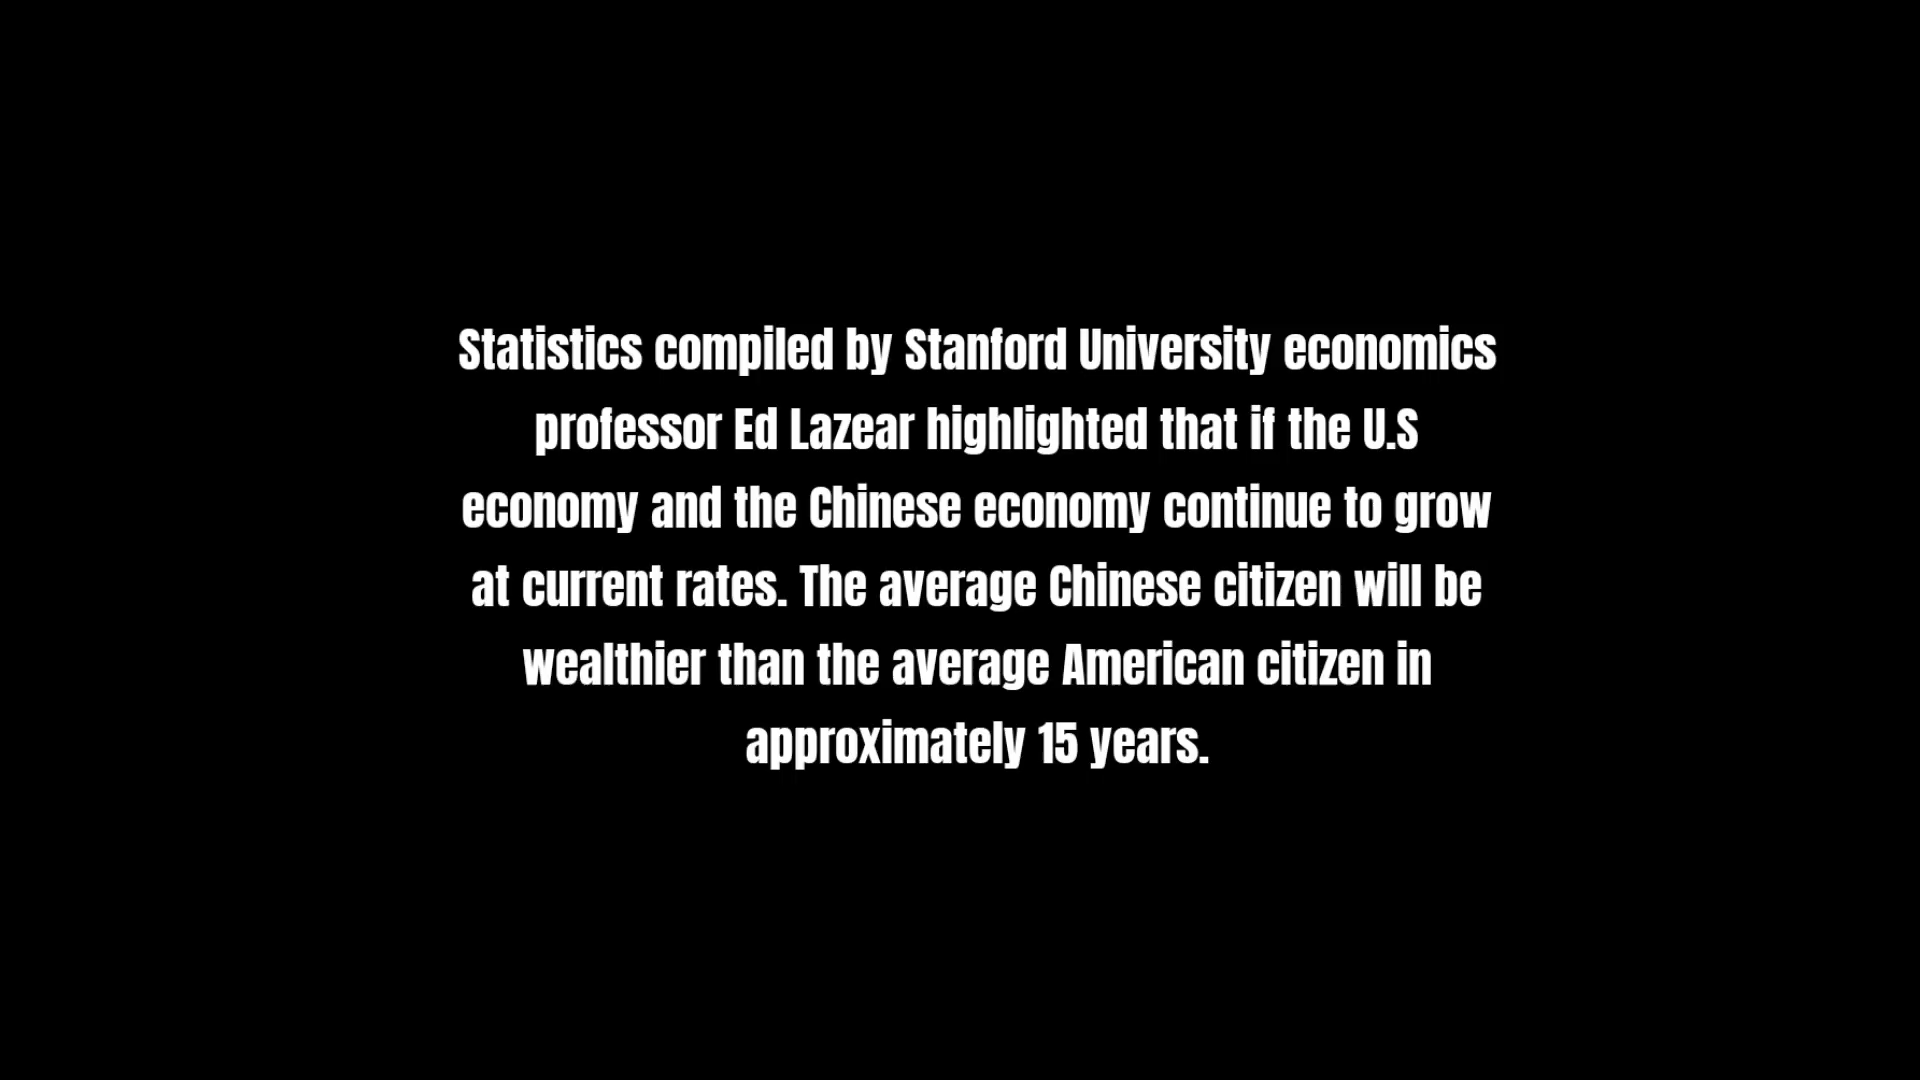 Statistics compiled by Stanford University economics
professor Ed Lazear highlighted that if the U.S
economy and the Chinese economy continue to grow
at current rates. The average Chinese citizen will be
wealthier than the average American citizen in
approximately 15 years.